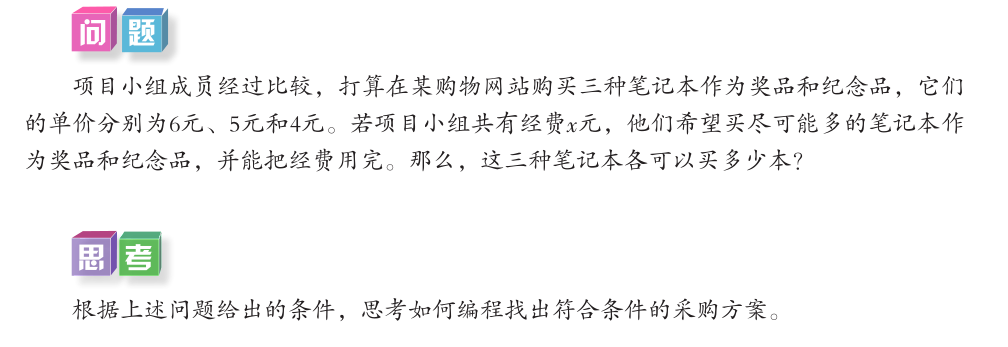 问题
项目小组成员经过比较，打算在某购物网站购买三种笔记本作为奖品和纪念品，它们
的单价分别为6元、5元和4元。若项目小组共有经费x元，他们希望买尽可能多的笔记本作
为奖品和纪念品，并能把经费用完。那么，这三种笔记本各可以买多少本？
思考
根据上述问题给出的条件，思考如何编程找出符合条件的采购方案。